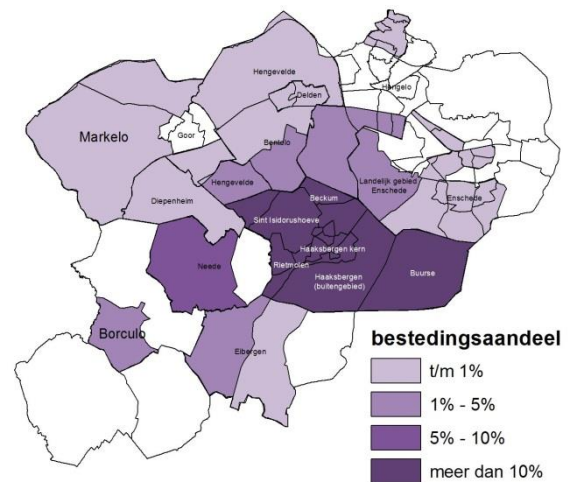 Hengevelde
Delden
Hengelo
Markelo
Goor
Bentelo
Hengevelde
Landelijk gebied
Enschede
Diepenheim
Beckum
Enschede
Sint Isidorushoeve
Haaksbergen kern
Neede
Rietmolen
Haaksbergen
(buitengebied)
Buurse
Borculo
Eibergen
bestedingsaandeel
t/m 1%
1% - 5%
5% - 10%
meer dan 10%